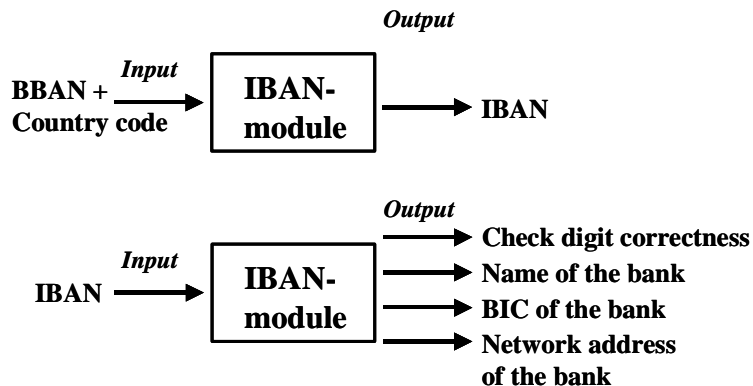 Output
Input
BBAN +
Country code
IBAN-
module
IBAN
Output
Input
IBAN
IBAN-
module
Check digit correctness
Name of the bank
BIC of the bank
Network address
of the bank